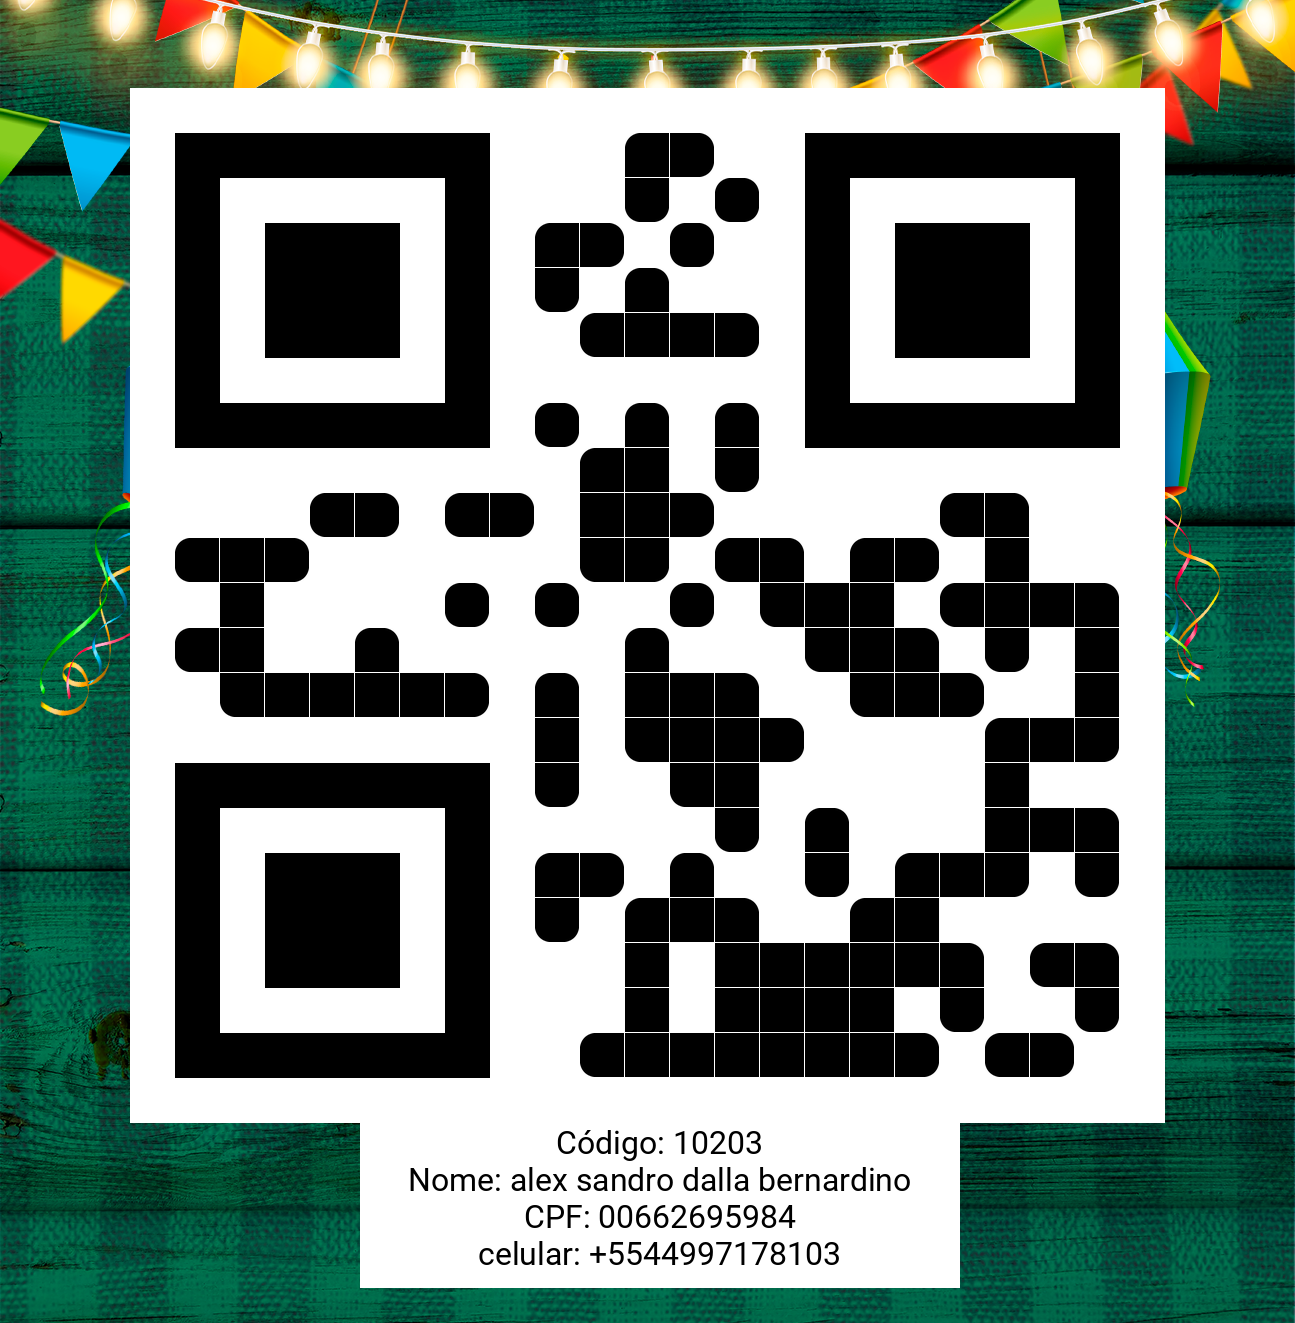 Código: 10203
Nome: alex sandro dalla bernardino
CPF: 00662695984
celular: +5544997178103